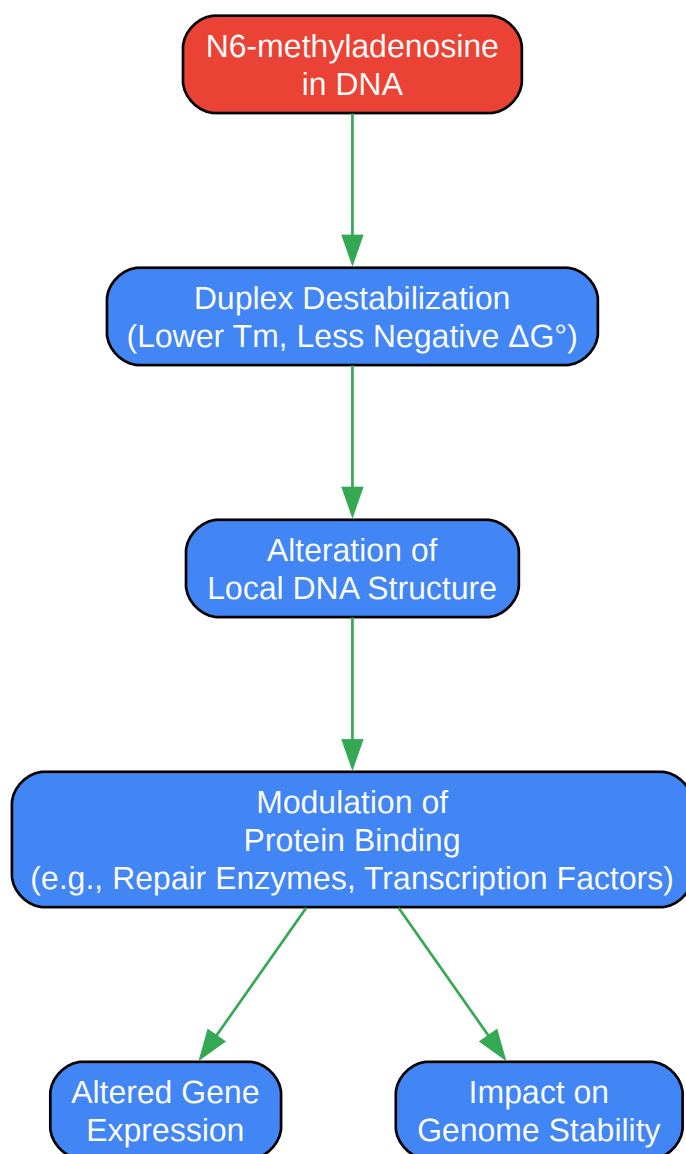 N6-methyladenosine
in DNA
Duplex Destabilization
(Lower Tm, Less Negative ΔG°)
Alteration of
Local DNA Structure
Modulation of
Protein Binding
(e.g., Repair Enzymes, Transcription Factors)
Altered Gene
Expression
Impact on
Genome Stability